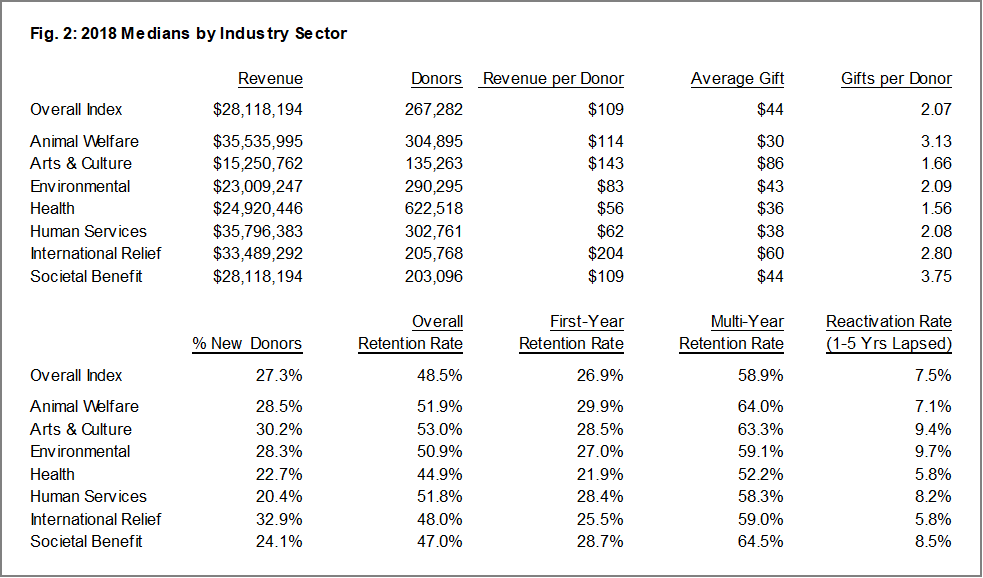 Fig. 2: 2018 Medians by Industry Sector
Revenue Donors Revenue per Donor Average Gift Gifts per Donor
Overall Index $28,118,194 267,282 $109 $44 2.07
Animal Welfare $35,535,995 304,895 $114 $30 3.13
Arts & Culture $15,250,762 135,263 $143 $86 1.66
Environmental $23,009,247 290,295 $83 $43 2.09
Health $24,920,446 622,518 $56 $36 1.56
Human Services $35,796,383 302,761 $62 $38 2.08
International Relief $33,489,292 205,768 $204 $60 2.80
Societal Benefit $28,118,194 203,096 $109 $44 3.75
Overall First-Year Multi-Year Reactivation Rate
% New Donors Retention Rate Retention Rate Retention Rate (1-5 Yrs Lapsed)
Overall Index 27.3% 48.5% 26.9% 58.9% 7.5%
Animal Welfare 28.5% 51.9% 29.9% 64.0% 7.1%
Arts & Culture 30.2% 53.0% 28.5% 63.3% 9.4%
Environmental 28.3% 50.9% 27.0% 59.1% 9.7%
Health 22.7% 44.9% 21.9% 52.2% 5.8%
Human Services 20.4% 51.8% 28.4% 58.3% 8.2%
International Relief 32.9% 48.0% 25.5% 59.0% 5.8%
Societal Benefit 24.1% 47.0% 28.7% 64.5% 8.5%